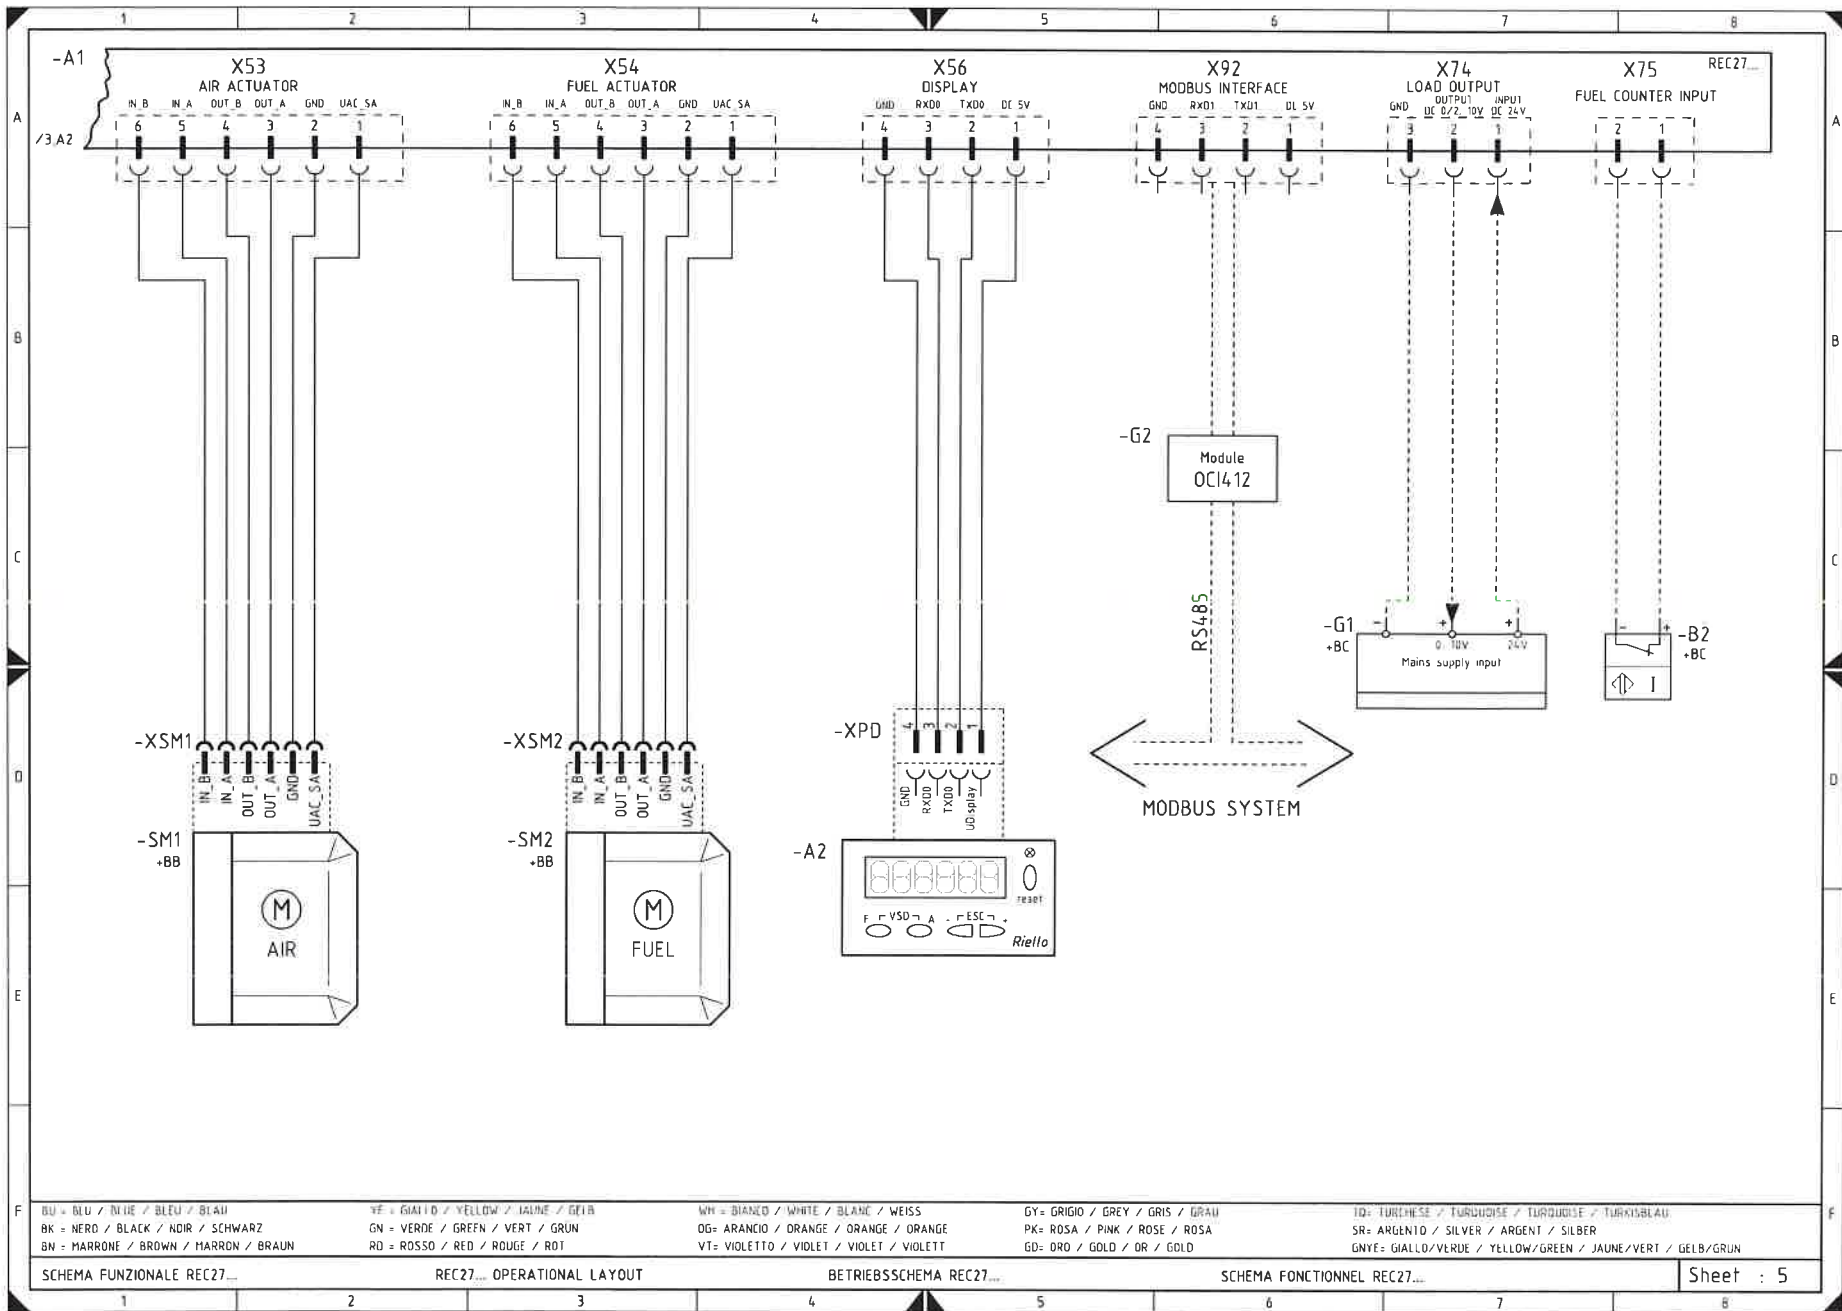 1 2 3 4 5 6 7 8
-A1
X53 X54 X56 X92 X74 X75 REC27...
AIR ACTUATOR FUEL ACTUATOR DISPLAY MODBUS INTERFACE LOAD OUTPUT FUEL COUNTER INPUT
OUTPUT INPUT
IN_B IN_A OUT_B OUT_A GND UAC_SA IN_B IN_A OUT_B OUT_A GND UAC_SA GND RXD0 TXD0 DC 5V GND RXD1 TXD1 DC 5V GND DC 0/2..10V DC 24V
6 5 4 3 2 1 6 5 4 3 2 1 4 3 2 1 4 3 2 1 3 2 1 2 1
A A
/3.A2
B B
-G2
Module
OCI412
C C
RS485
-G1 - + + - + -B2
+BC 0..10V 24V +BC
Mains supply input
I
-XSM1 -XSM2 -XPD 4 3 2 1
D D
IN_B IN_A OUT_B OUT_A GND UAC_SA IN_B IN_A OUT_B OUT_A GND UAC_SA GND RXD0 TXD0 UDisplay
MODBUS SYSTEM
-SM1 -SM2 -A2
+BB +BB
reset
M M
F VSD A - ESC +
AIR FUEL Riello
E E
F F
BU = BLU / BLUE / BLEU / BLAU YE = GIALLO / YELLOW / JAUNE / GELB WH = BIANCO / WHITE / BLANC / WEISS GY= GRIGIO / GREY / GRIS / GRAU TQ= TURCHESE / TURQUOISE / TURQUOISE / TURKISBLAU
BK = NERO / BLACK / NOIR / SCHWARZ GN = VERDE / GREEN / VERT / GRÜN OG= ARANCIO / ORANGE / ORANGE / ORANGE PK= ROSA / PINK / ROSE / ROSA SR= ARGENTO / SILVER / ARGENT / SILBER
BN = MARRONE / BROWN / MARRON / BRAUN RD = ROSSO / RED / ROUGE / ROT VT= VIOLETTO / VIOLET / VIOLET / VIOLETT GD= ORO / GOLD / OR / GOLD GNYE= GIALLO/VERDE / YELLOW/GREEN / JAUNE/VERT / GELB/GRÜN
SCHEMA FUNZIONALE REC27... REC27... OPERATIONAL LAYOUT BETRIEBSSCHEMA REC27... SCHEMA FONCTIONNEL REC27... Sheet : 5
1 2 3 4 5 6 7 8